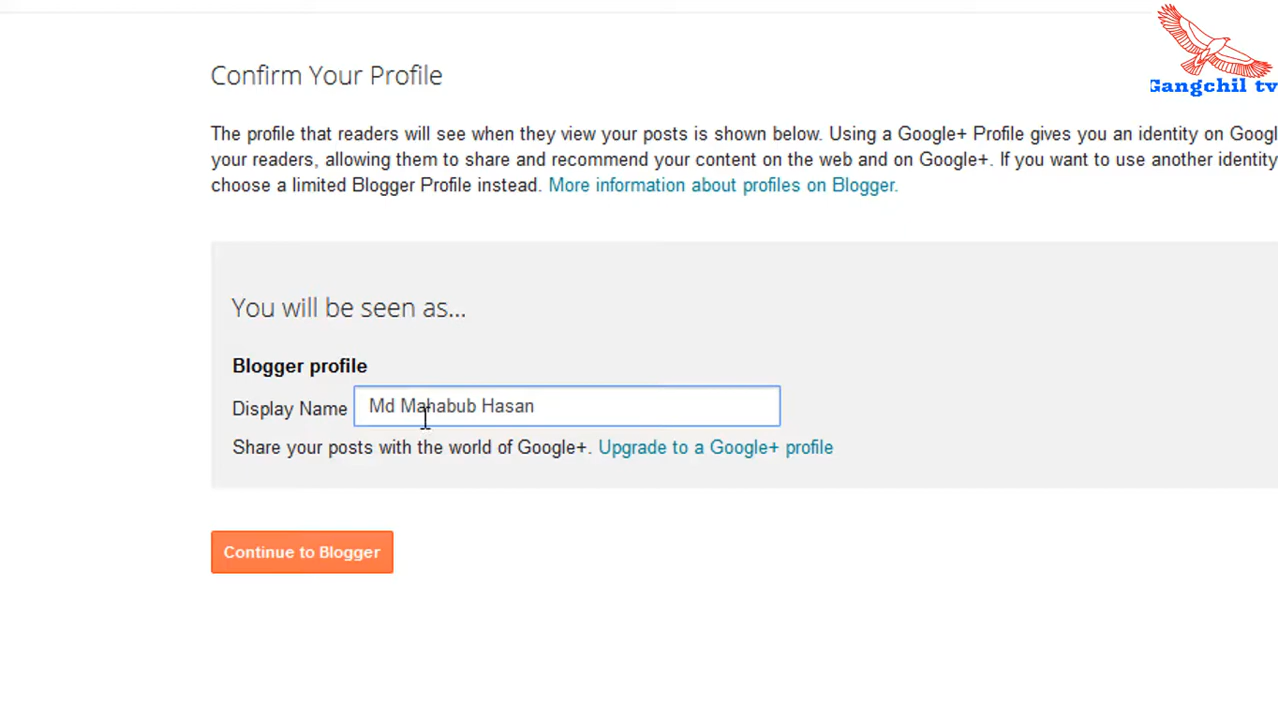 Gangchil tv
Confirm Your Profile
The profile that readers will see when they view your posts is shown below. Using a Google+ Profile gives you an identity on Googl
your readers, allowing them to share and recommend your content on the web and on Google+. If you want to use another identity
choose a limited Blogger Profile instead. More information about profiles on Blogger.
You will be seen as...
Blogger profile
Display Name Md Mahabub Hasan
Share your posts with the world of Google+. Upgrade to a Google+ profile
Continue to Blogger